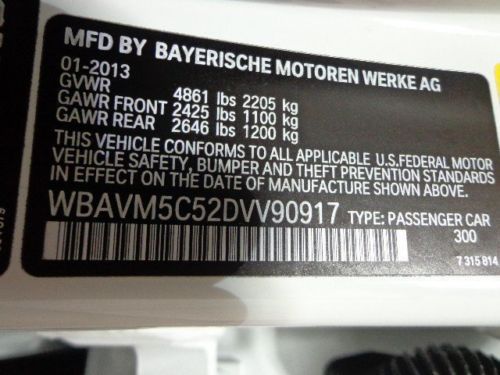 MFD BY BAYERISCHE MOTOREN WERKE AG
01-2013
GVWR 4861 lbs 2205 kg
GAWR FRONT 2425 lbs 1100 kg
GAWR REAR 2646 lbs 1200 kg
THIS VEHICLE CONFORMS TO ALL APPLICABLE U.S.FEDERAL MOTOR
VEHICLE SAFETY, BUMPER AND THEFT PREVENTION STANDARDS
IN EFFECT ON THE DATE OF MANUFACTURE SHOWN ABOVE.
WBAVM5C52DVV90917 TYPE: PASSENGER CAR
300
7 315 814